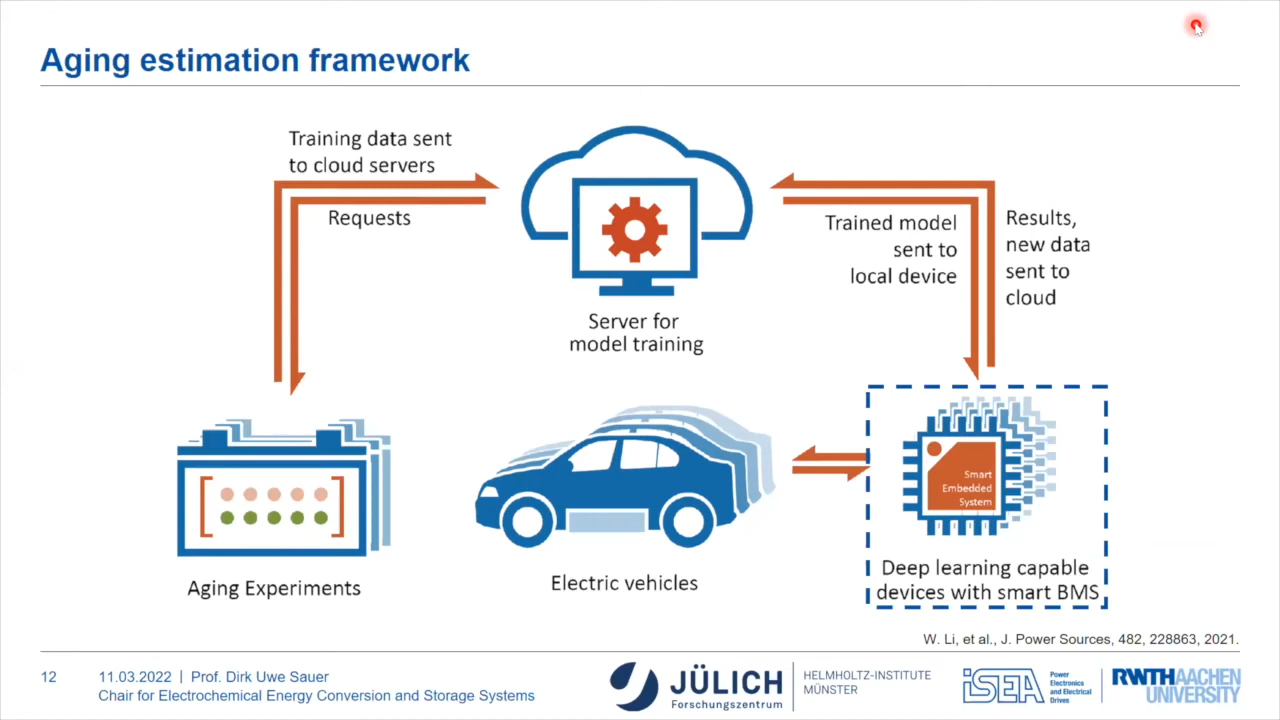 Aging estimation framework
Training data sent
to cloud servers
Requests
Server for
model training
Trained model
sent to
local device
Results,
new data
sent to
cloud
Aging Experiments
Electric vehicles
Smart
Embedded
System
Deep learning capable
devices with smart BMS
W. Li, et al., J. Power Sources, 482, 228863, 2021.
12
11.03.2022 | Prof. Dirk Uwe Sauer
Chair for Electrochemical Energy Conversion and Storage Systems
JÜLICH
Forschungszentrum
HELMHOLTZ-INSTITUTE
MÜNSTER
iSEA
Power
Electronics
and Electrical
Drives
RWTHAACHEN
UNIVERSITY